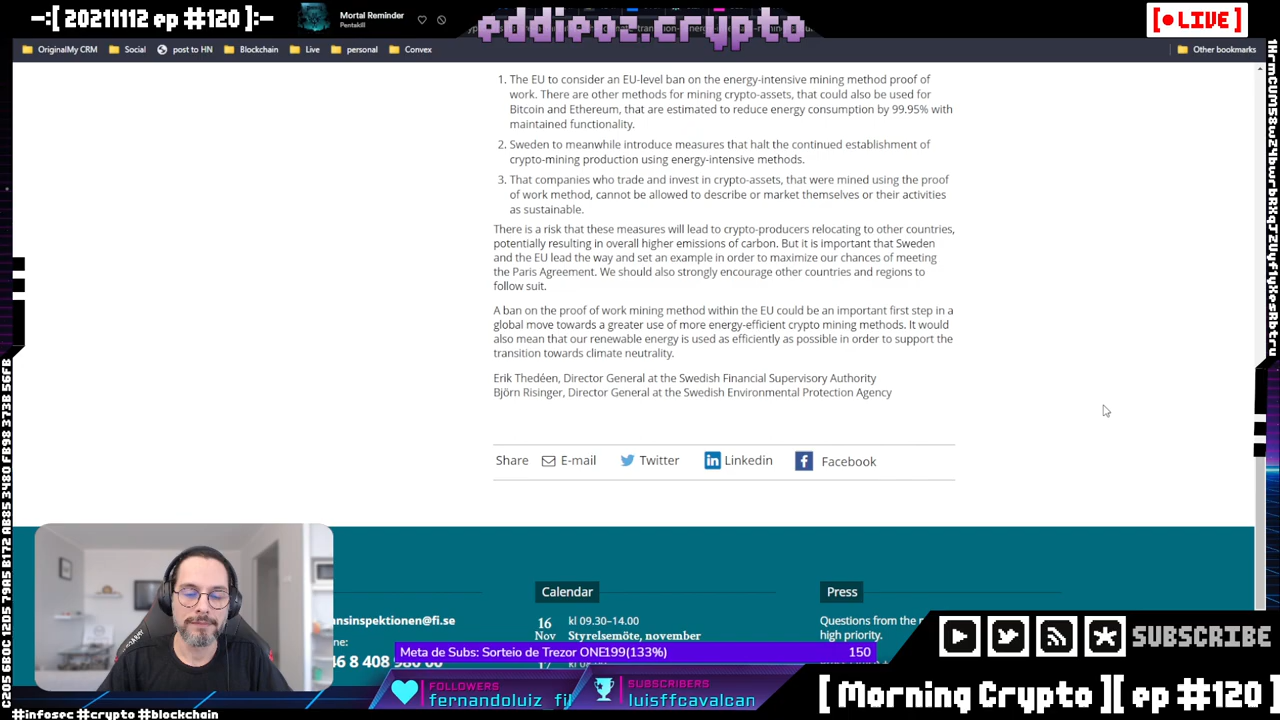 -:[ 20211112 ep #120 ]:-
Mortal Reminder
Pentakill
eddieoz.crypto
[ • LIVE ]
OriginalMy CRM
Social
post to HN
Blockchain
Live
personal
Convex
Other bookmarks
1. The EU to consider an EU-level ban on the energy-intensive mining method proof of
work. There are other methods for mining crypto-assets, that could also be used for
Bitcoin and Ethereum, that are estimated to reduce energy consumption by 99.95% with
maintained functionality.
2. Sweden to meanwhile introduce measures that halt the continued establishment of
crypto-mining production using energy-intensive methods.
3. That companies who trade and invest in crypto-assets, that were mined using the proof
of work method, cannot be allowed to describe or market themselves or their activities
as sustainable.
There is a risk that these measures will lead to crypto-producers relocating to other countries,
potentially resulting in overall higher emissions of carbon. But it is important that Sweden
and the EU lead the way and set an example in order to maximize our chances of meeting
the Paris Agreement. We should also strongly encourage other countries and regions to
follow suit.
A ban on the proof of work mining method within the EU could be an important first step in a
global move towards a greater use of more energy-efficient crypto mining methods. It would
also mean that our renewable energy is used as efficiently as possible in order to support the
transition towards climate neutrality.
Erik Thedéen, Director General at the Swedish Financial Supervisory Authority
Björn Risinger, Director General at the Swedish Environmental Protection Agency
Share
E-mail
Twitter
Linkedin
Facebook
Calendar
Press
ansinspektionen@fi.se
16
Nov
kl 09.30–14.00
Styrelsemöte, november
Questions from the
high priority.
Meta de Subs: Sorteio de Trezor ONE
199(133%)
150
FOLLOWERS
fernandoluiz_fil
SUBSCRIBERS
luisffcavalcan
SUBSCRIBE
[ Morning Crypto ][ ep #120 ]
#infosec #crypto #blockchain